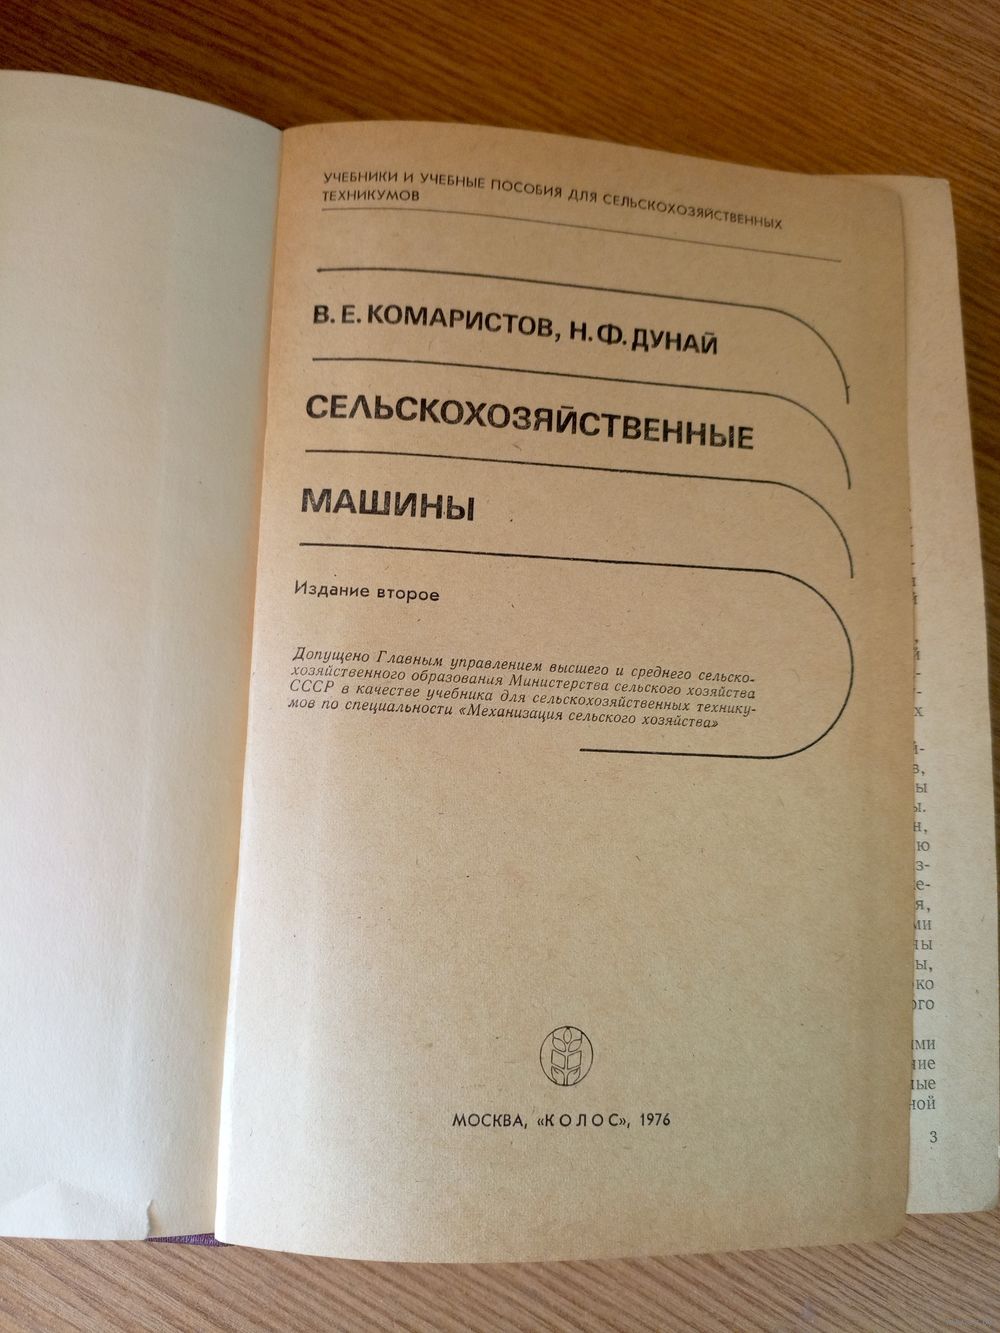 УЧЕБНИКИ И УЧЕБНЫЕ ПОСОБИЯ ДЛЯ СЕЛЬСКОХОЗЯЙСТВЕННЫХ
ТЕХНИКУМОВ
В. Е. КОМАРИСТОВ, Н. Ф. ДУНАЙ
СЕЛЬСКОХОЗЯЙСТВЕННЫЕ
МАШИНЫ
Издание второе
Допущено Главным управлением высшего и среднего сельско-
хозяйственного образования Министерства сельского хозяйства
СССР в качестве учебника для сельскохозяйственных технику-
мов по специальности «Механизация сельского хозяйства»
МОСКВА, «КОЛОС», 1976
3